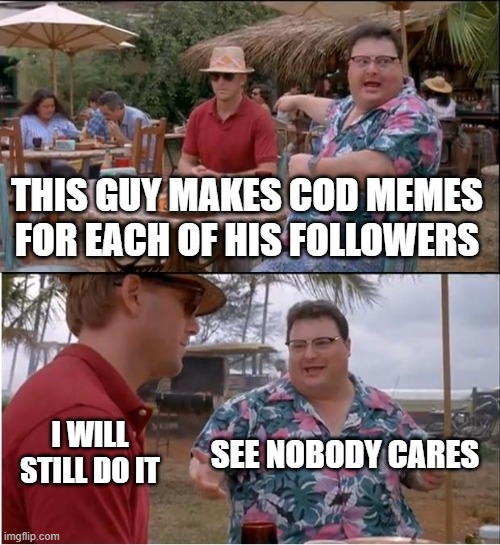 THIS GUY MAKES COD MEMES
FOR EACH OF HIS FOLLOWERS
I WILL
STILL DO IT
SEE NOBODY CARES
imgflip.com